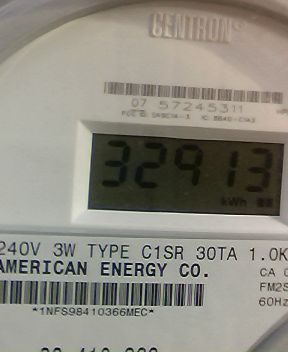 CENTRON®
07 57245311
32913
kWh
240V 3W TYPE C1SR 30TA 1.0K
AMERICAN ENERGY CO.
CA
FM2S
60Hz
*1NFS98410366MEC*